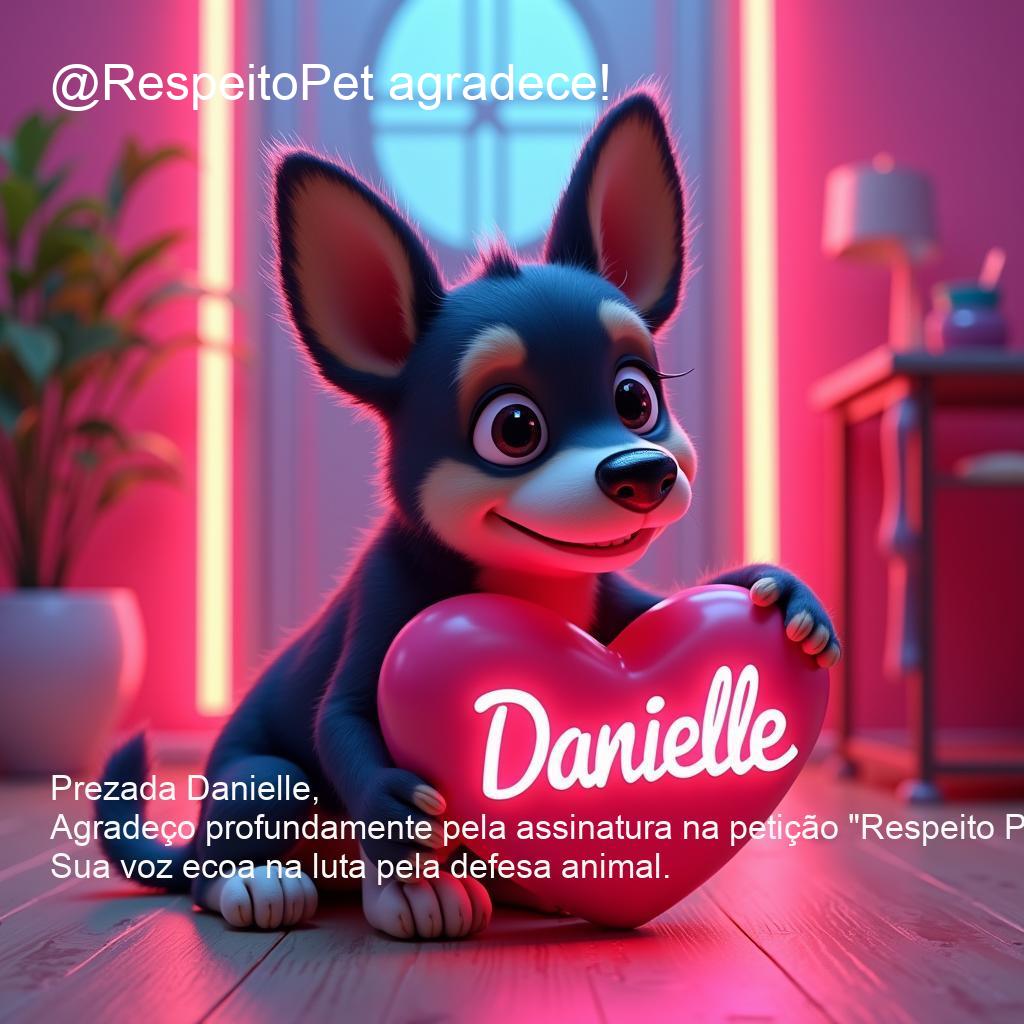 @RespeitoPet agradece!
Danielle
Prezada Danielle,
Agradeço profundamente pela assinatura na petição "Respeito P
Sua voz ecoa na luta pela defesa animal.